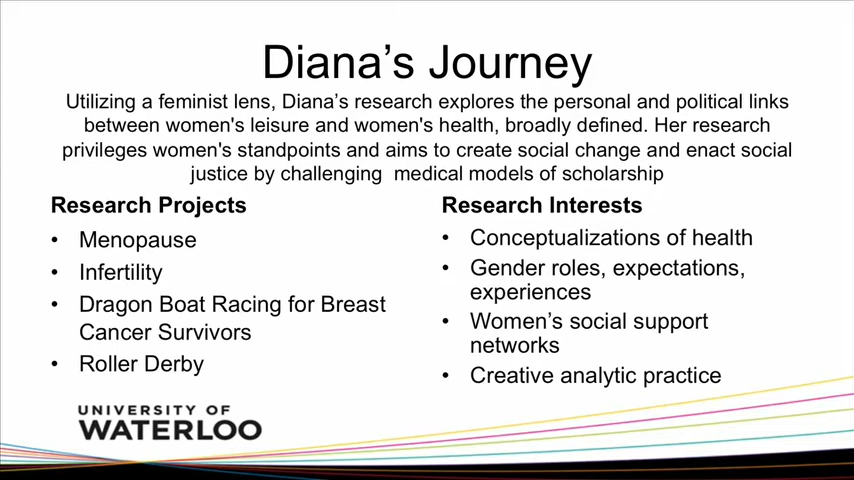 Diana's Journey
Utilizing a feminist lens, Diana's research explores the personal and political links
between women's leisure and women's health, broadly defined. Her research
privileges women's standpoints and aims to create social change and enact social
justice by challenging  medical models of scholarship
Research Projects
• Menopause
• Infertility
• Dragon Boat Racing for Breast
Cancer Survivors
• Roller Derby
Research Interests
• Conceptualizations of health
• Gender roles, expectations,
experiences
• Women's social support
networks
• Creative analytic practice
UNIVERSITY OF
WATERLOO